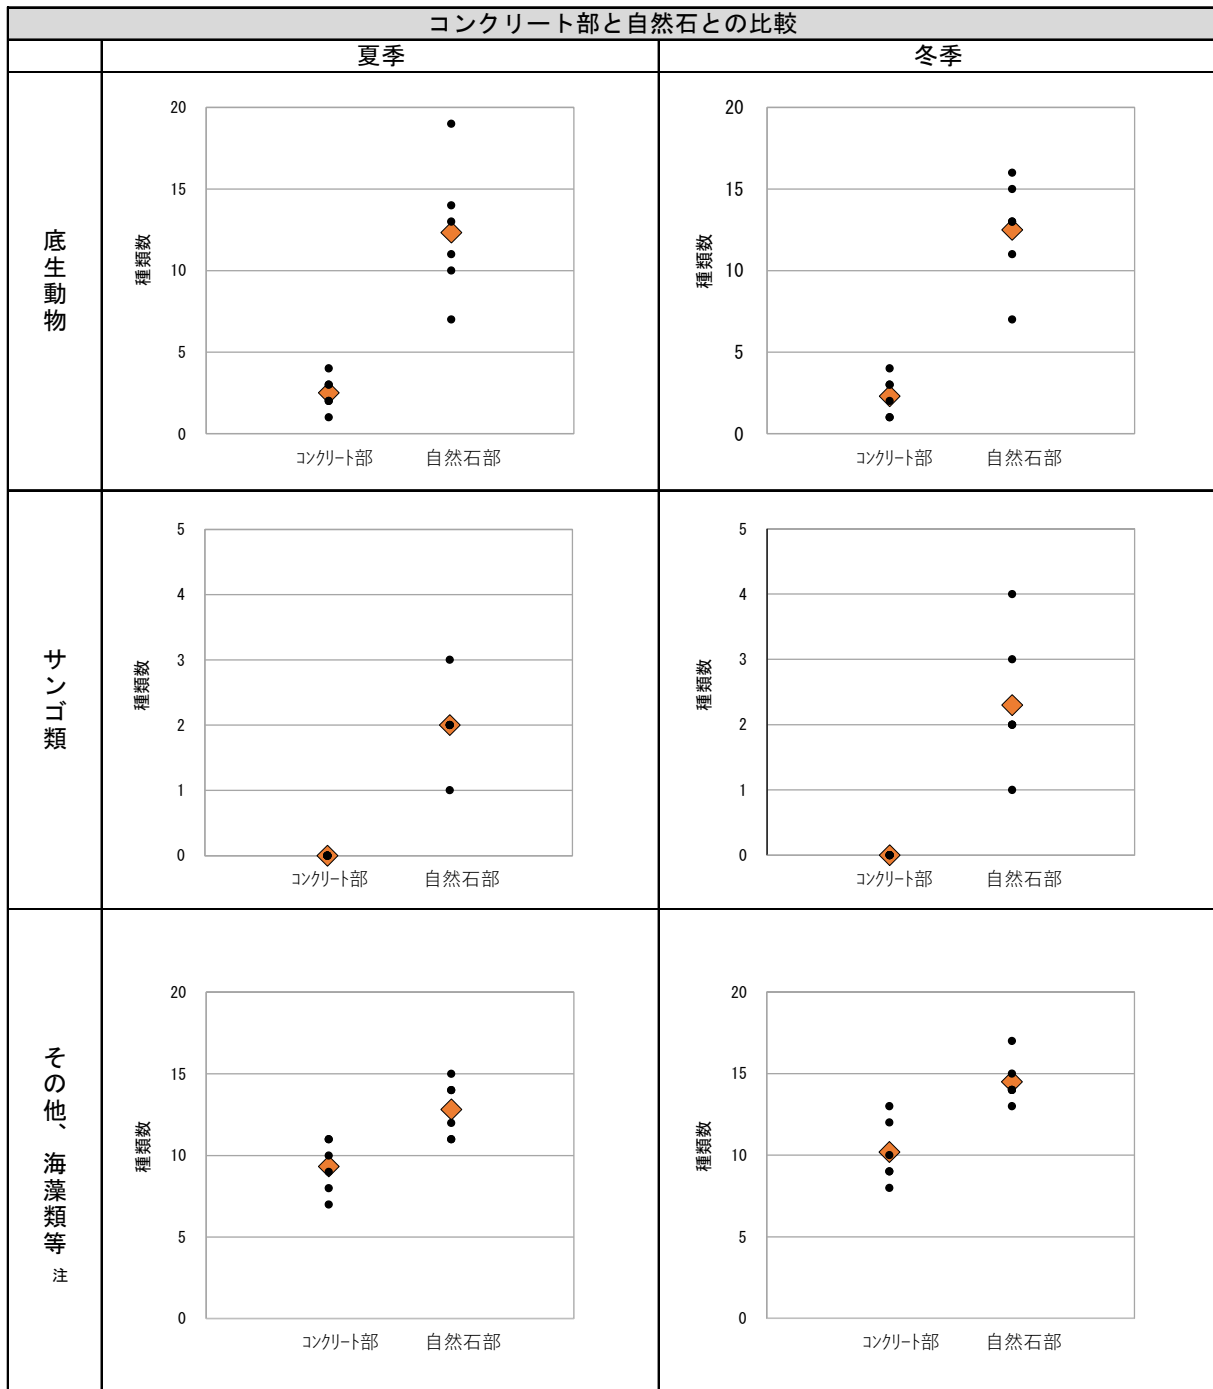 コンクリート部と自然石との比較
夏季
冬季
底生動物
20
15
10
5
0
種類数
コンクリート部
自然石部
20
15
10
5
0
種類数
コンクリート部
自然石部
サンゴ類
5
4
3
2
1
0
種類数
コンクリート部
自然石部
5
4
3
2
1
0
種類数
コンクリート部
自然石部
その他、海藻類等 注
20
15
10
5
0
種類数
コンクリート部
自然石部
20
15
10
5
0
種類数
コンクリート部
自然石部